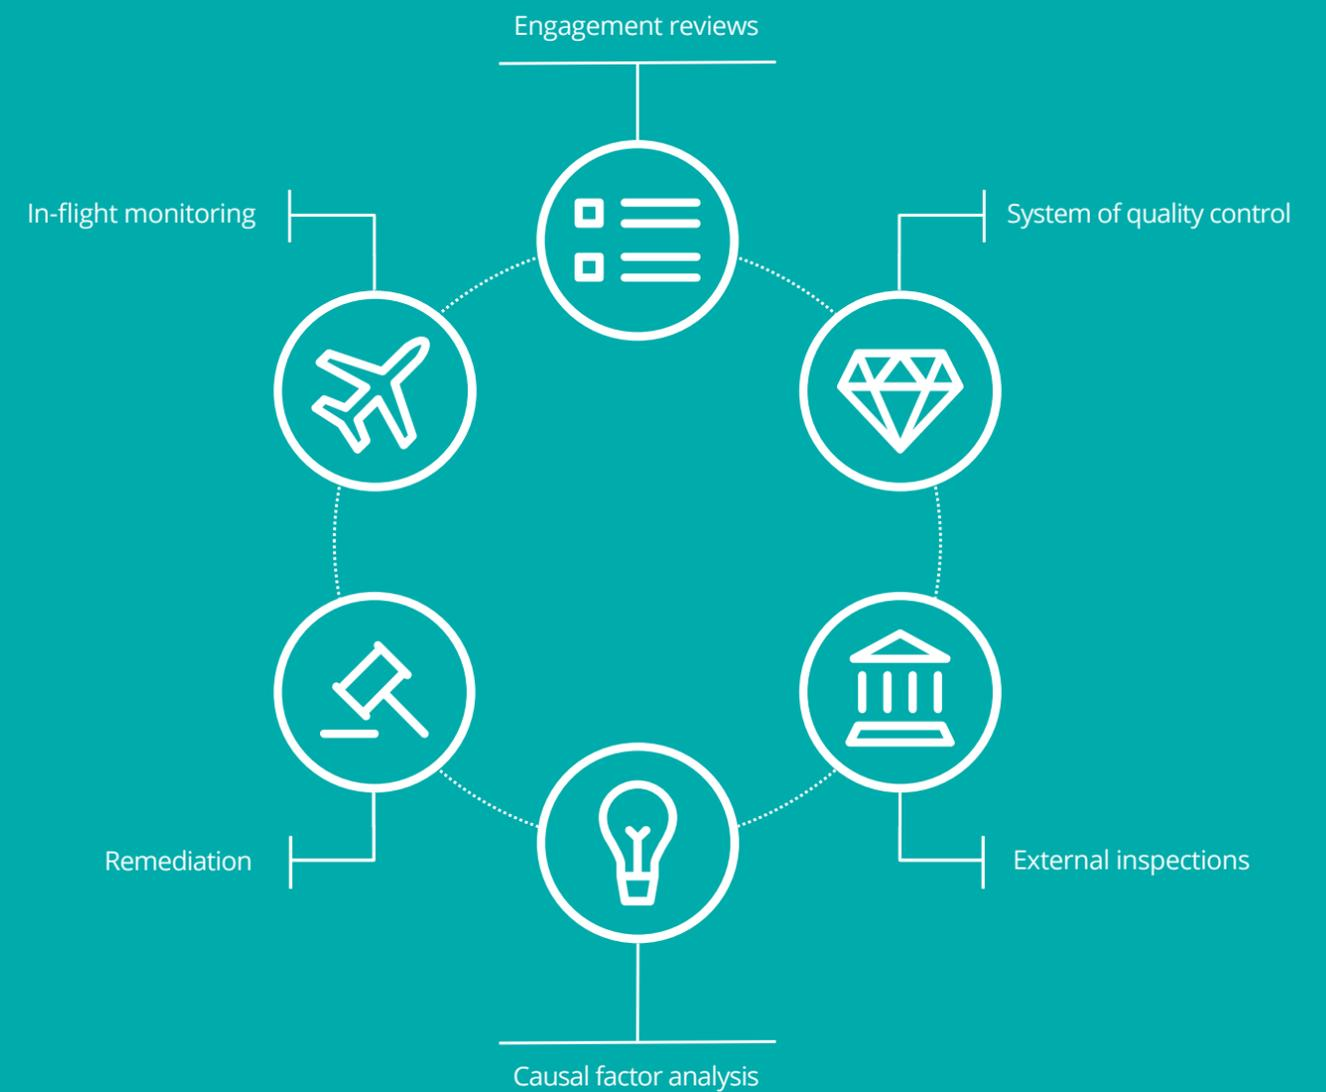 Engagement reviews
In-flight monitoring
System of quality control
Remediation
External inspections
Causal factor analysis